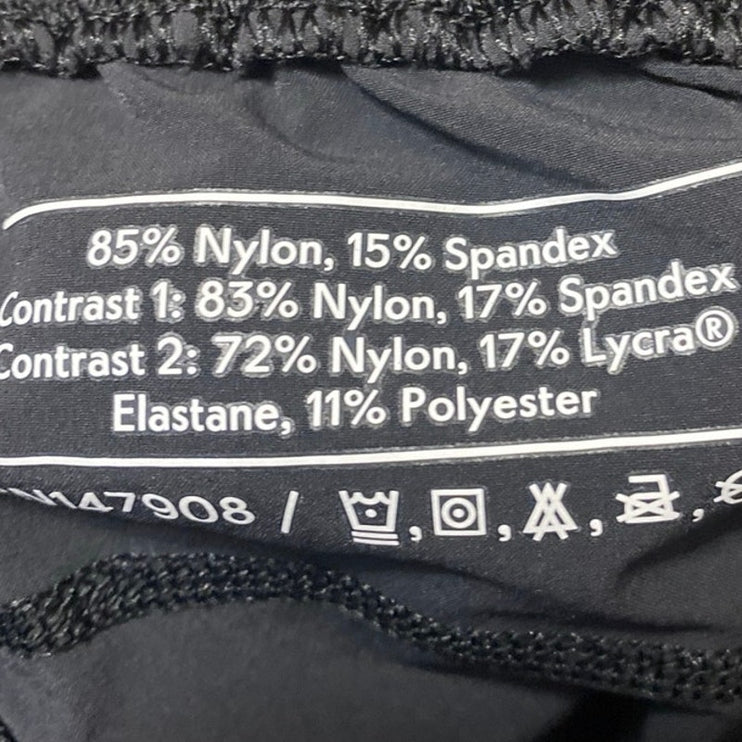 85% Nylon, 15% Spandex
Contrast 1: 83% Nylon, 17% Spandex
Contrast 2: 72% Nylon, 17% Lycra®
Elastane, 11% Polyester
N147908 /